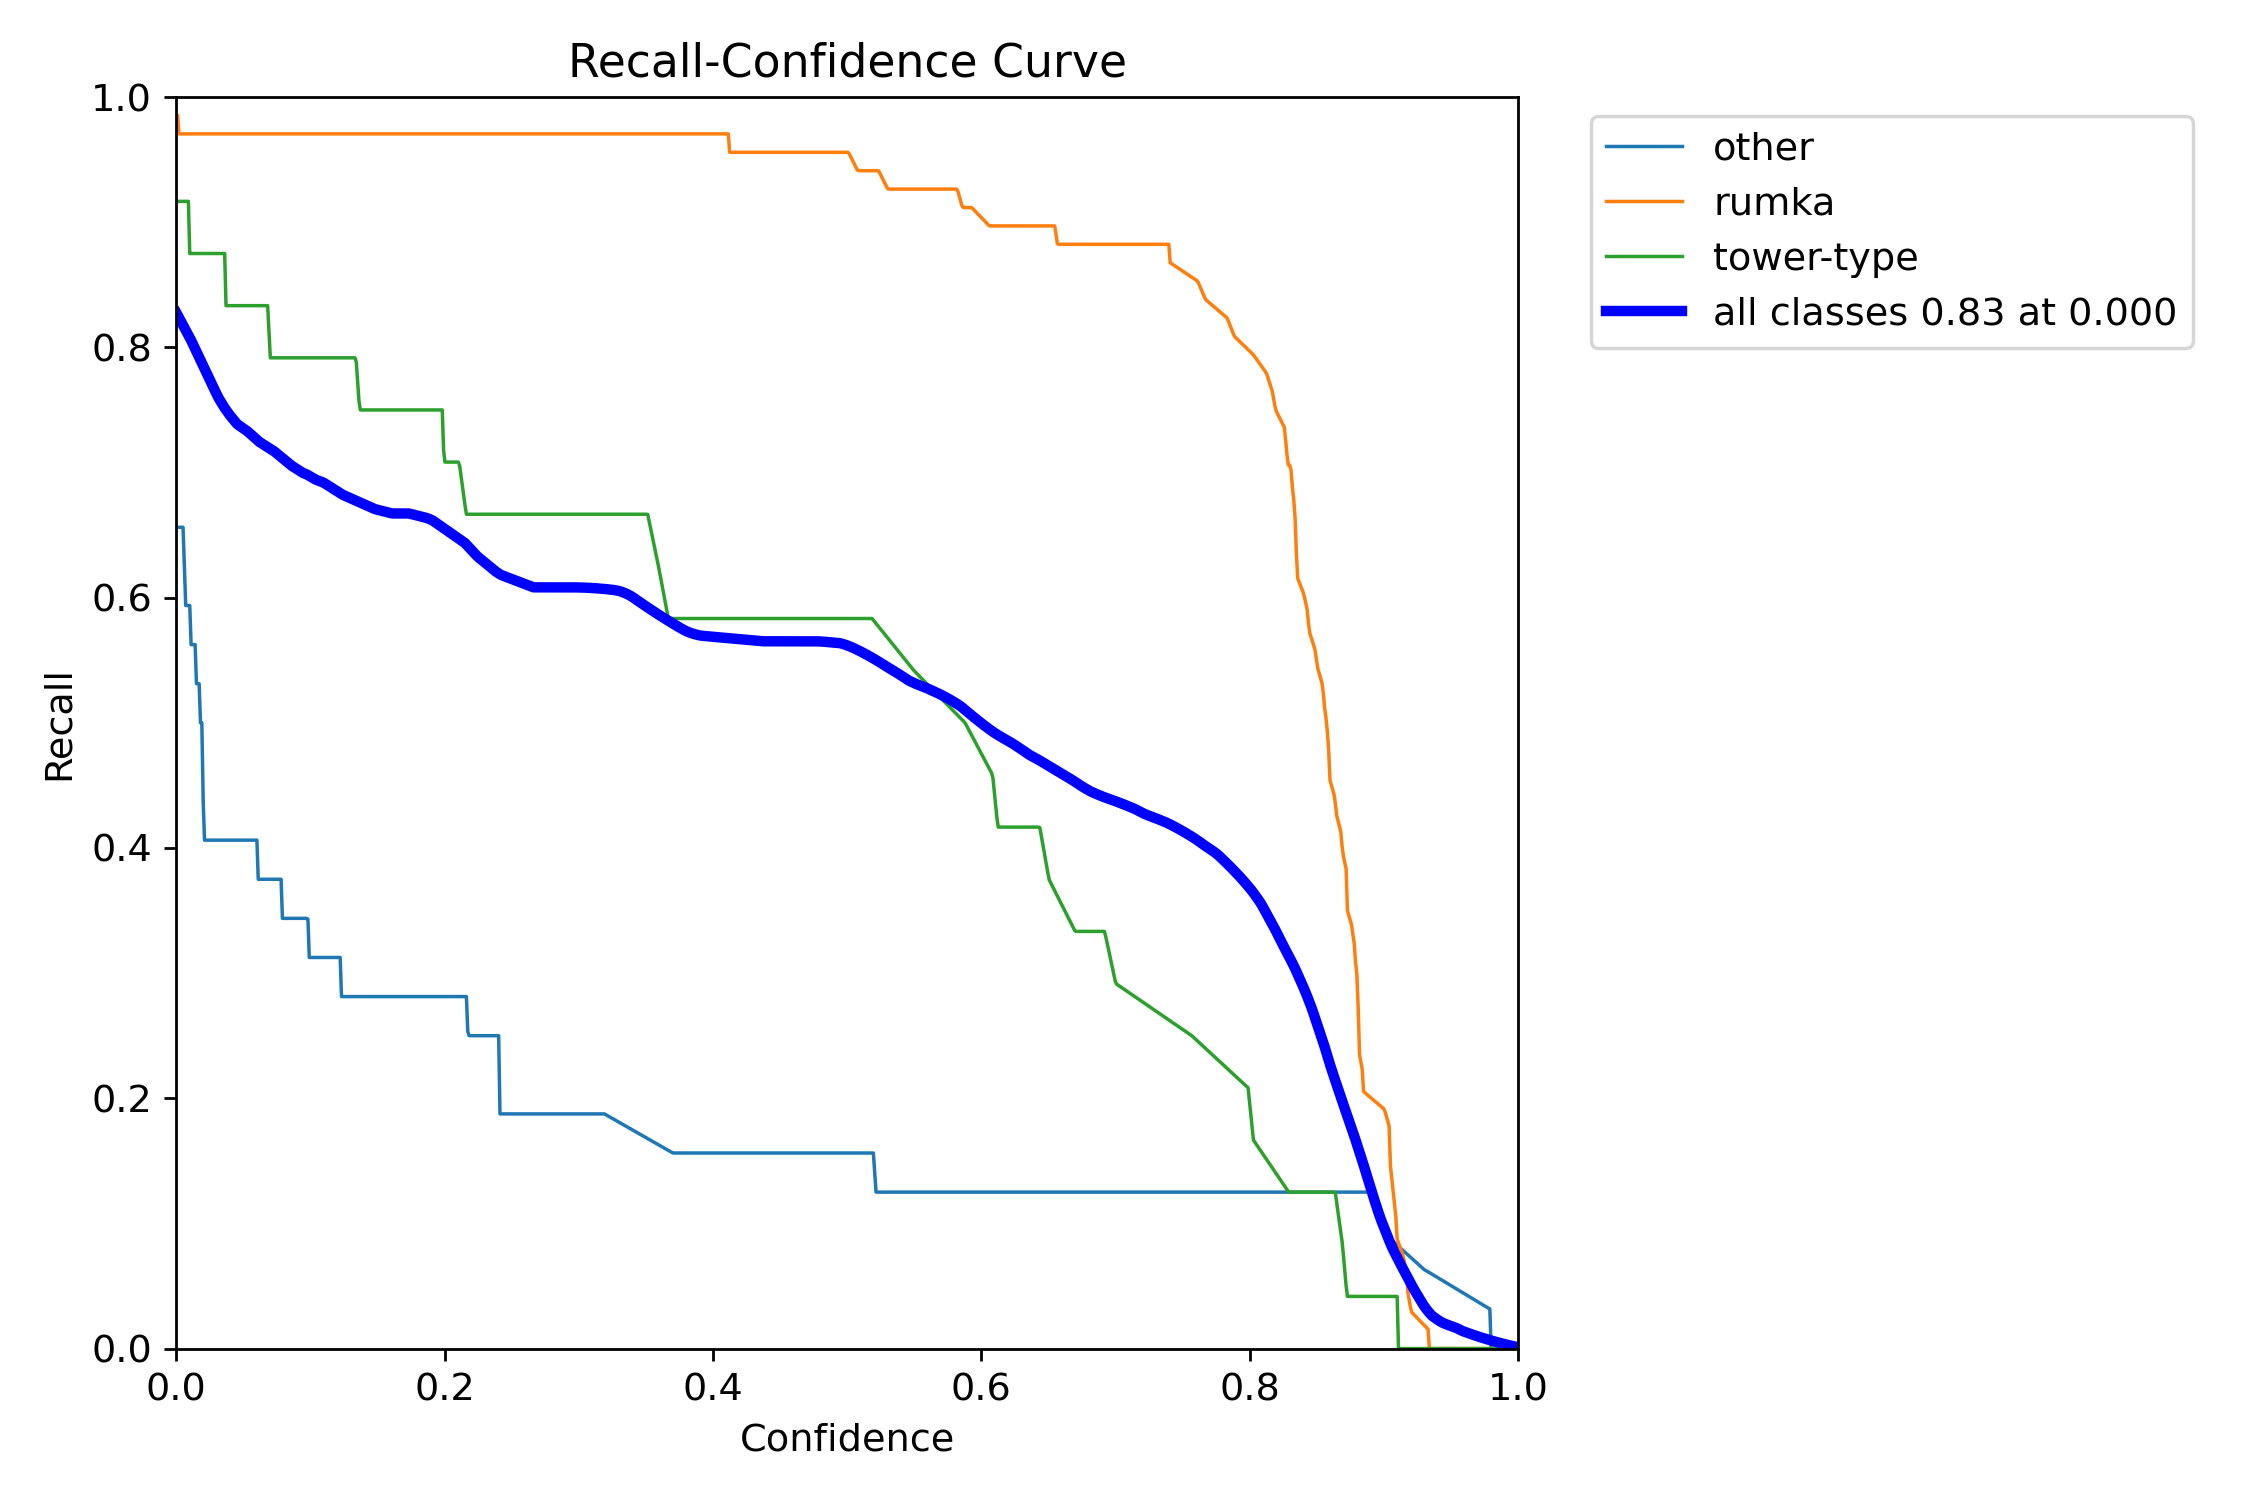 Recall-Confidence Curve
1.0
0.8
0.6
0.4
0.2
0.0
Recall
0.0 0.2 0.4 0.6 0.8 1.0
Confidence
other
rumka
tower-type
all classes 0.83 at 0.000